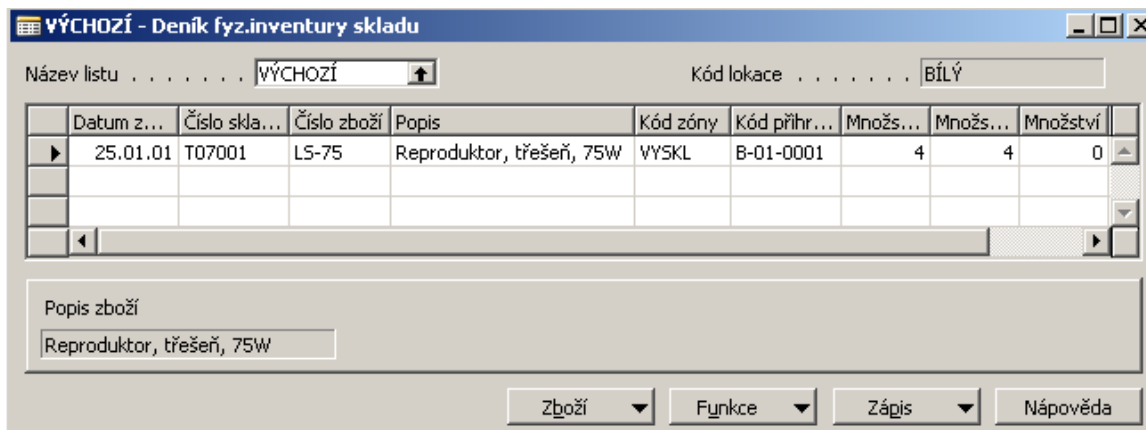 VÝCHOZÍ - Deník fyz.inventury skladu
Název listu . . . . . . . VÝCHOZÍ Kód lokace . . . . . . . BÍLÝ
Datum z... Číslo skla... Číslo zboží Popis Kód zóny Kód přihr... Množs... Množs... Množství
25.01.01 T07001 LS-75 Reproduktor, třešeň, 75W VYSKL B-01-0001 4 4 0
Popis zboží
Reproduktor, třešeň, 75W
Zboží Funkce Zápis Nápověda